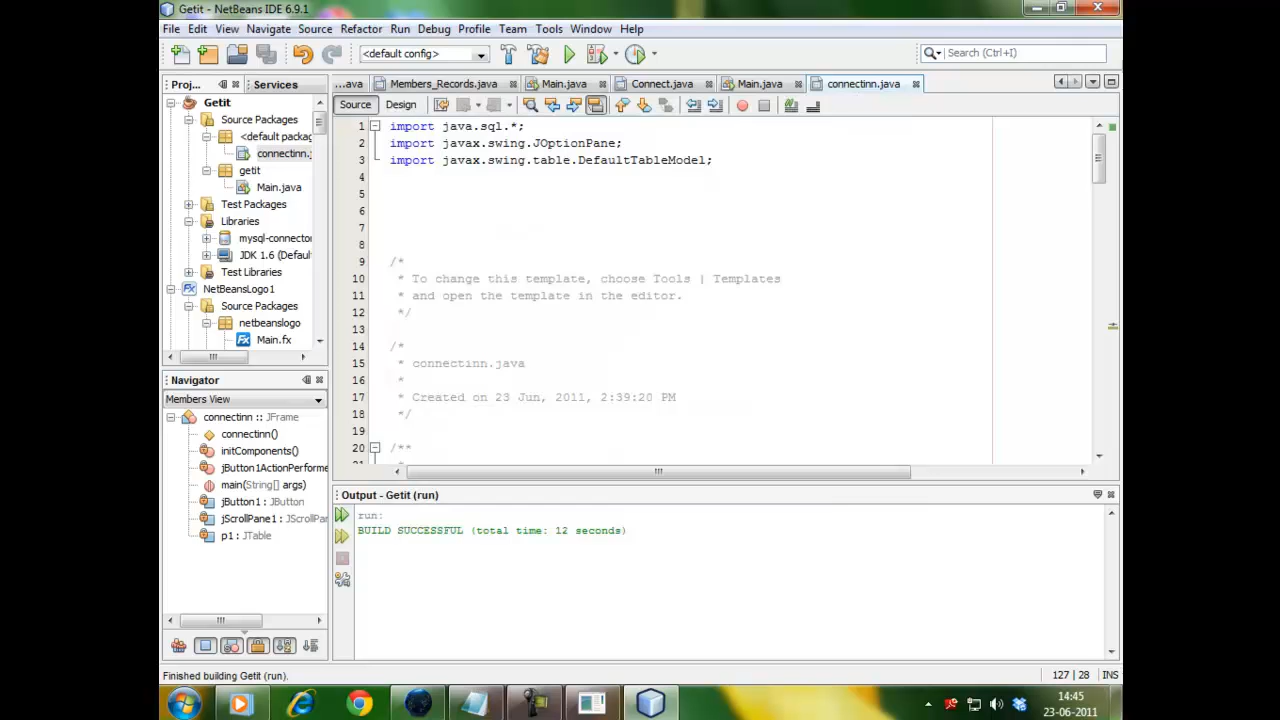 Getit - NetBeans IDE 6.9.1
File Edit View Navigate Source Refactor Run Debug Profile Team Tools Window Help
<default config>
Search (Ctrl+I)
Proj...
Services
...ava
Members_Records.java
Main.java
Connect.java
Main.java
connectinn.java
Source
Design
Getit
Source Packages
<default packag
connectinn.j
getit
Main.java
Test Packages
Libraries
mysql-connector
JDK 1.6 (Defau
Test Libraries
NetBeansLogo1
Source Packages
netbeanslogo
Main.fx
1 import java.sql.*;
2 import javax.swing.JOptionPane;
3 import javax.swing.table.DefaultTableModel;
4
5
6
7
8
9 /*
10 * To change this template, choose Tools | Templates
11 * and open the template in the editor.
12 */
13
14 /*
15 * connectinn.java
16 *
17 * Created on 23 Jun, 2011, 2:39:20 PM
18 */
19
20 /**
Navigator
Members View
connectinn :: JFrame
connectinn()
initComponents()
jButton1ActionPerforme
main(String[] args)
jButton1 : JButton
jScrollPane1 : JScrollPan
p1 : JTable
Output - Getit (run)
run:
BUILD SUCCESSFUL (total time: 12 seconds)
Finished building Getit (run).
127 | 28
INS
14:45
23-06-2011